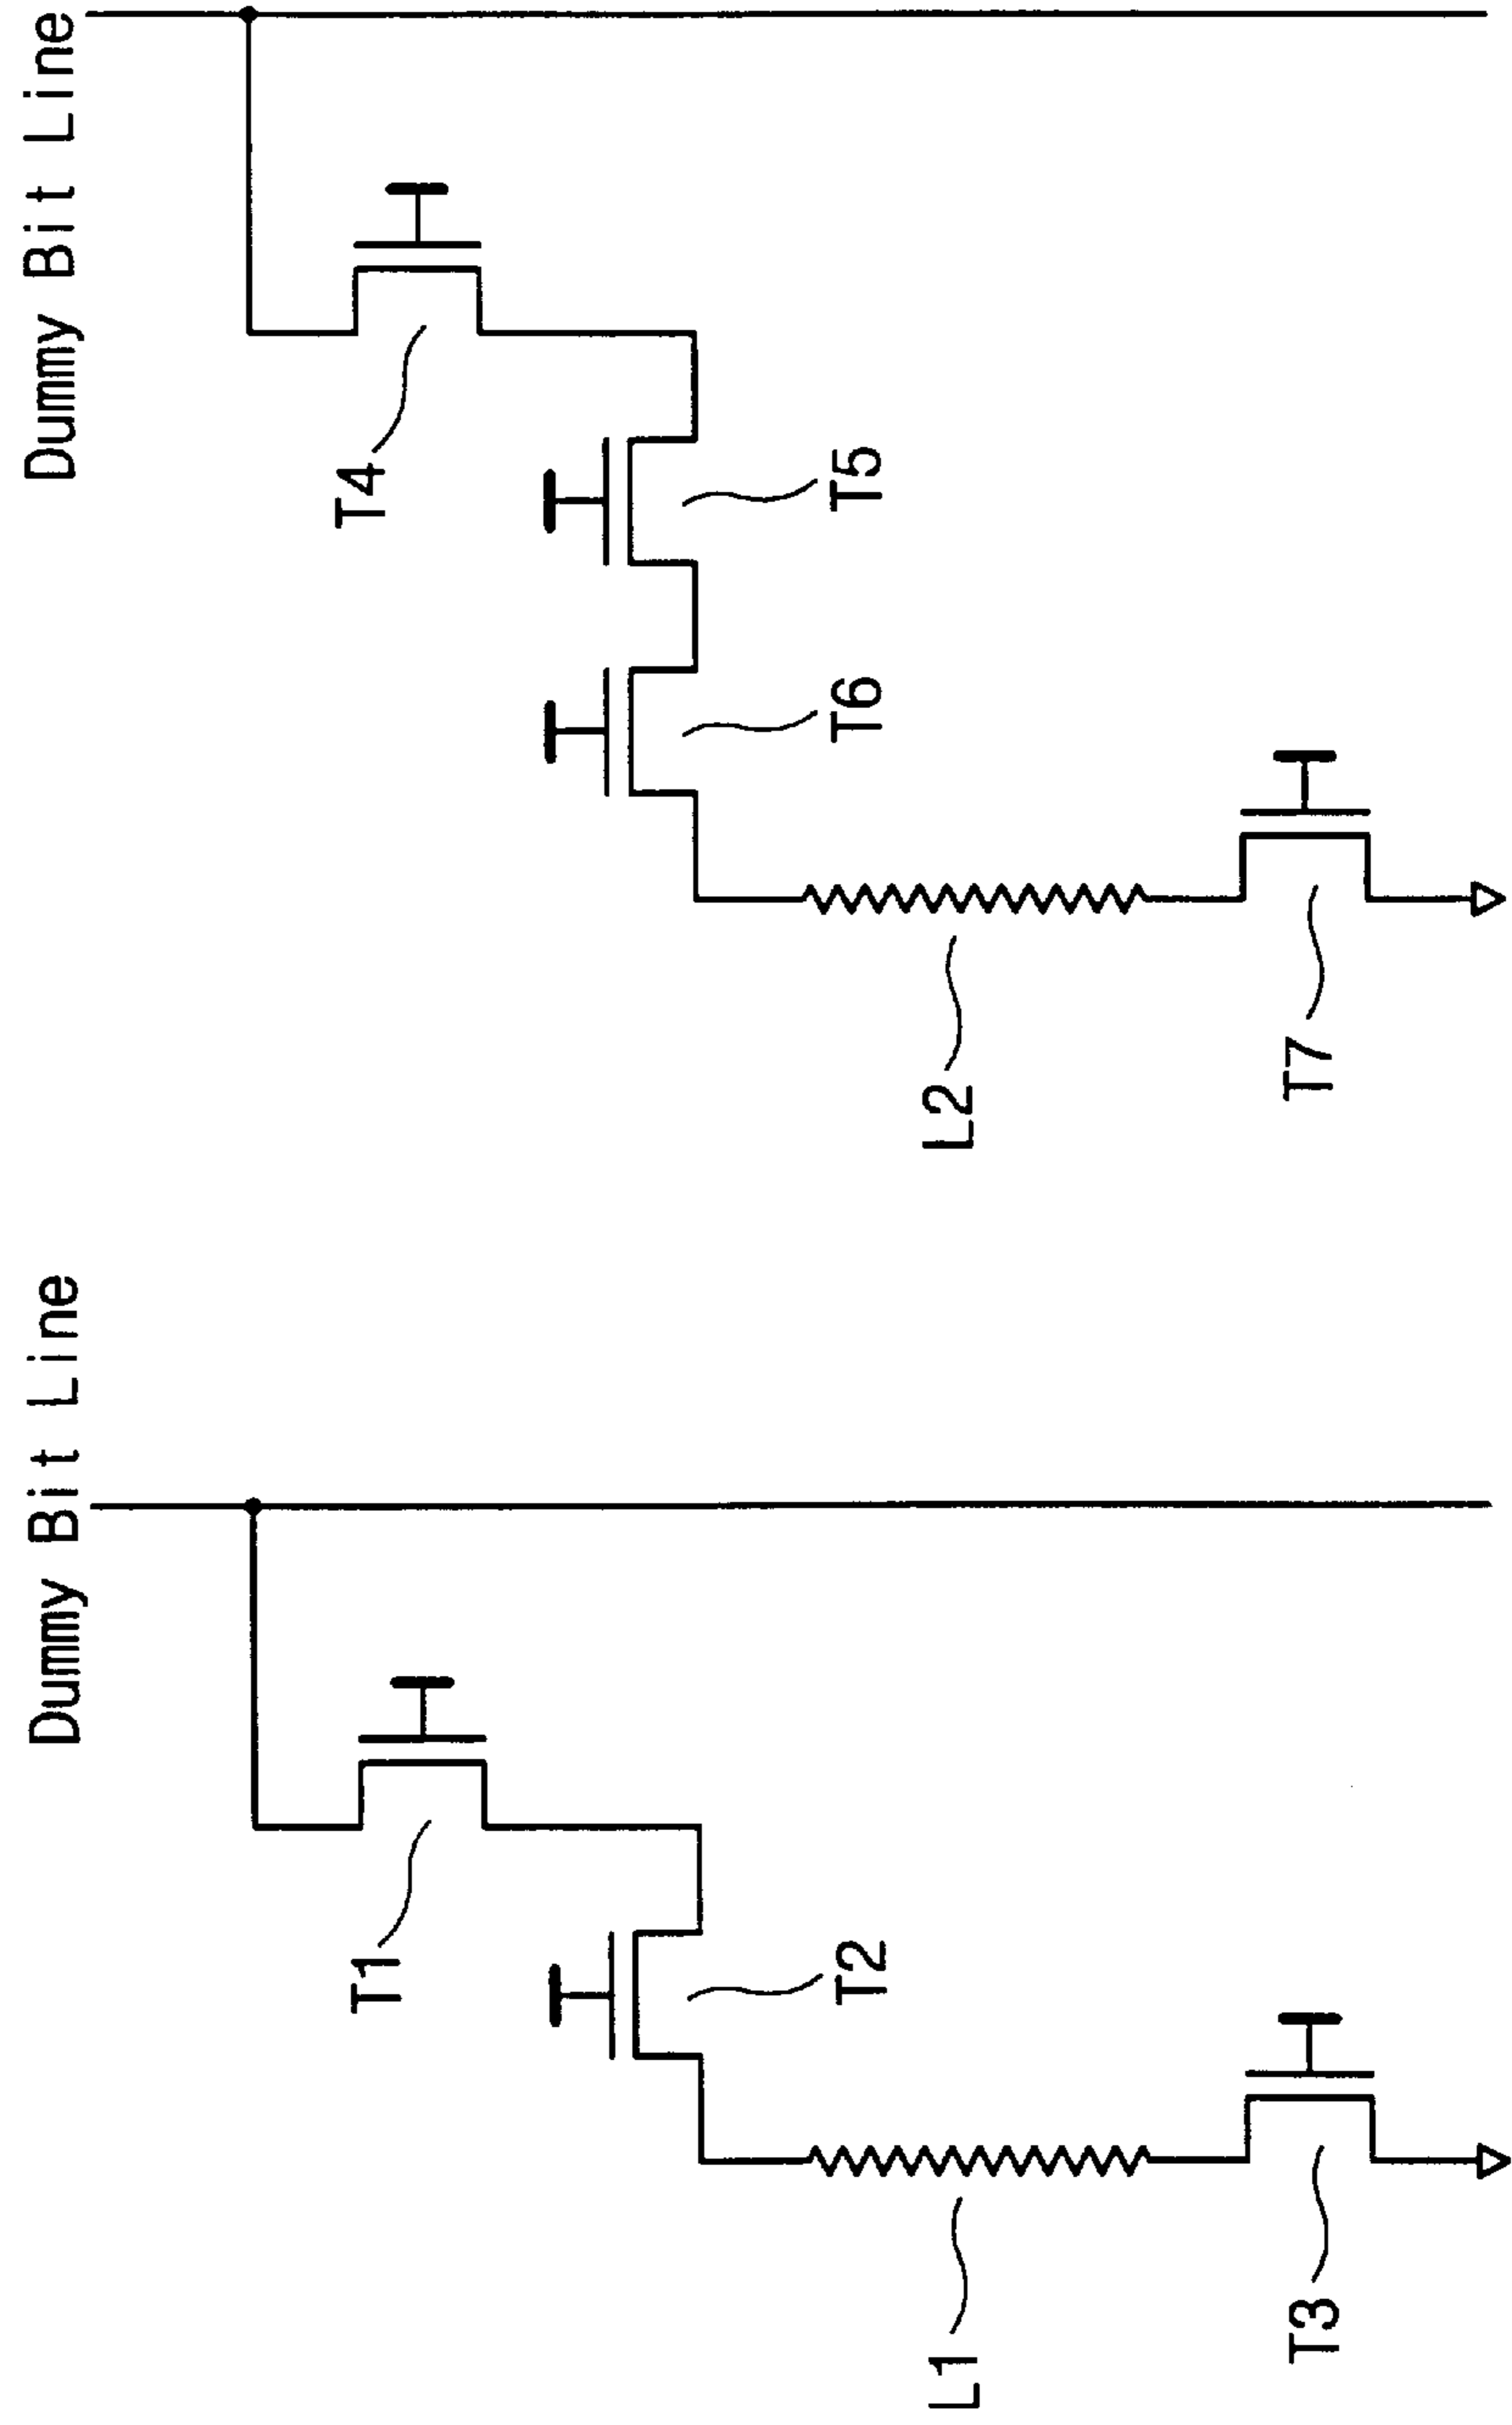 Dummy Bit Line
T1
T2
L1
T3
Dummy Bit Line
T4
T5
T6
L2
T7